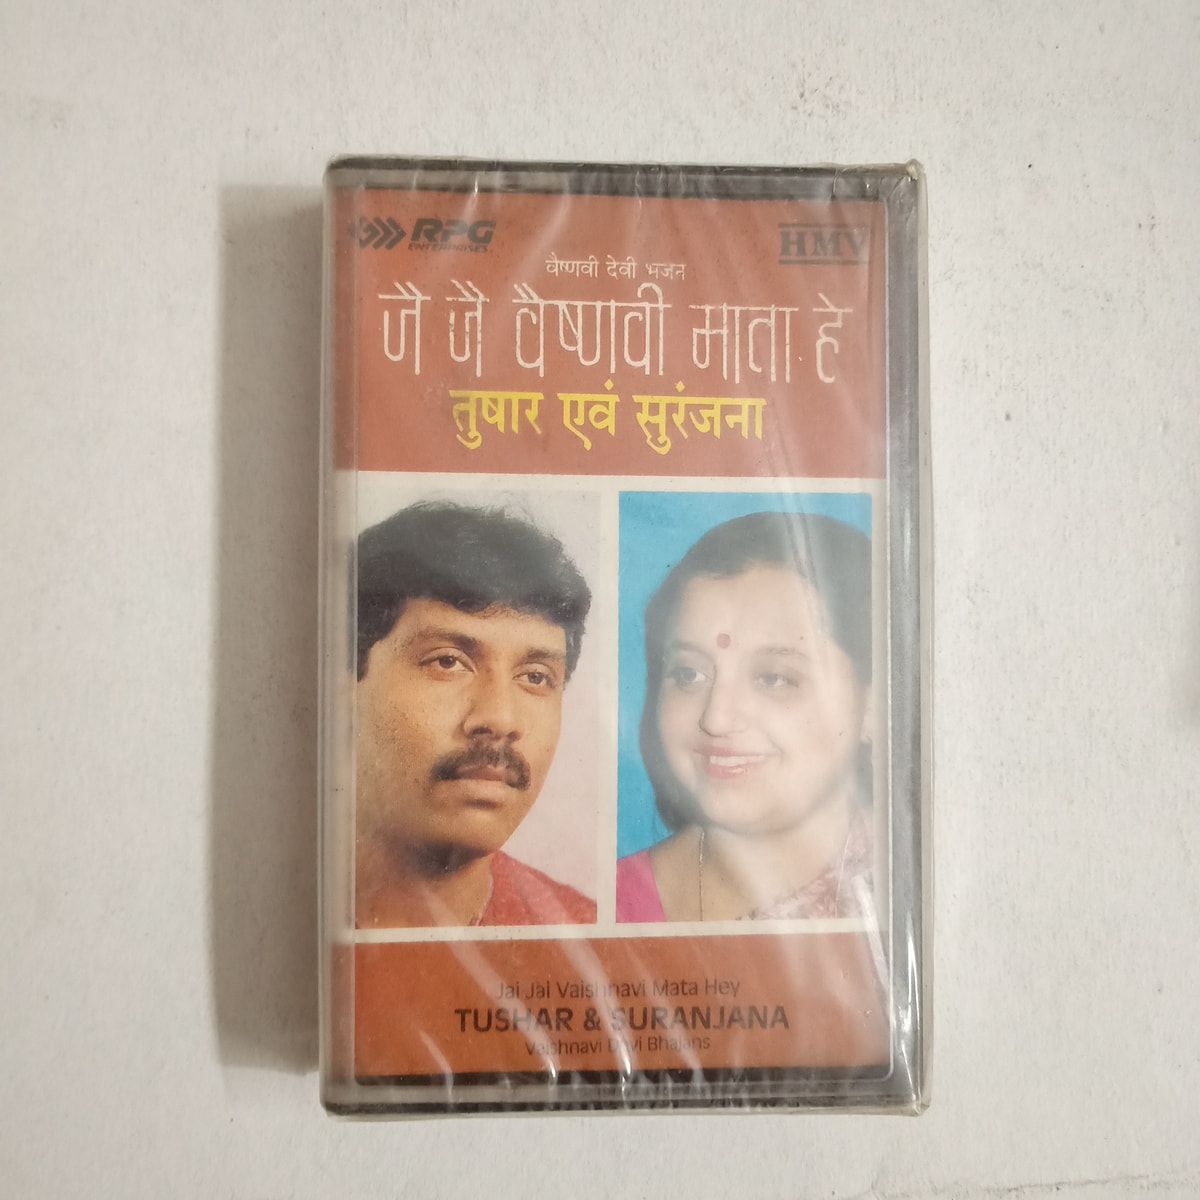 RPG
ENTERPRISES
HMV
वैष्णवी देवी भजन
जै जै वैष्णवी माता हे
तुषार एवं सुरंजना
Jai Jai Vaishnavi Mata Hey
TUSHAR & SURANJANA
Vaishnavi Devi Bhajans